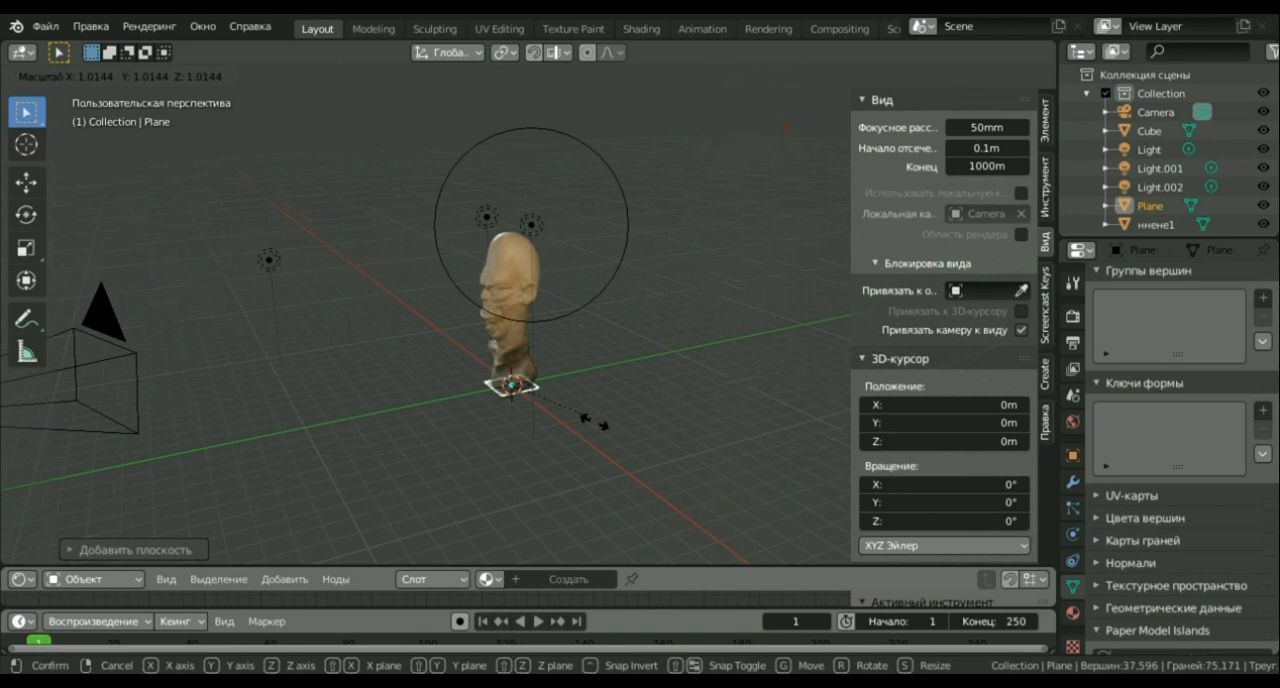 Файл Правка Рендеринг Окно Справка Layout Modeling Sculpting UV Editing Texture Paint Shading Animation Rendering Compositing Sc Scene View Layer
Глоба..
Масштаб X: 1.0144 Y: 1.0144 Z: 1.0144
Пользовательская перспектива
(1) Collection | Plane
Вид
Фокусное расс.. 50mm
Начало отсече.. 0.1m
Конец 1000m
Использовать локальную к..
Локальная ка.. Camera
Область рендера
Блокировка вида
Привязать к о..
Привязать к 3D-курсору
Привязать камеру к виду
3D-курсор
Положение:
X: 0m
Y: 0m
Z: 0m
Вращение:
X: 0°
Y: 0°
Z: 0°
XYZ Эйлер
Элемент
Инструмент
Вид
Screencast Keys
Create
Правка
Коллекция сцены
Collection
Camera
Cube
Light
Light.001
Light.002
Plane
ннене1
Plane Plane
Группы вершин
Ключи формы
UV-карты
Цвета вершин
Карты граней
Нормали
Текстурное пространство
Геометрические данные
Paper Model Islands
Добавить плоскость
Объект Вид Выделение Добавить Ноды Слот Создать
Активный инструмент
Воспроизведение Кеинг Вид Маркер 1 Начало: 1 Конец: 250
1
Confirm Cancel X X axis Y Y axis Z Z axis X X plane Y Y plane Z Z plane Snap Invert Snap Toggle G Move R Rotate S Resize Collection | Plane | Вершин:37,596 | Граней:75,171 | Треуг.